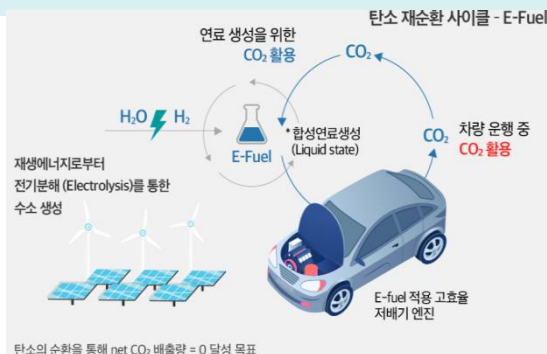 탄소 재순환 사이클 - E-Fuel
연료 생성을 위한
CO₂ 활용
CO₂
H₂O
H₂
E-Fuel
* 합성연료생성
(Liquid state)
CO₂
차량 운행 중
CO₂ 활용
재생에너지로부터
전기분해 (Electrolysis)를 통한
수소 생성
E-fuel 적용 고효율
저배기 엔진
탄소의 순환을 통해 net CO₂ 배출량 = 0 달성 목표